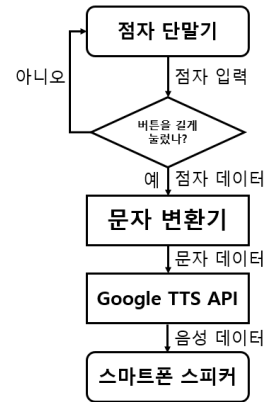 점자 단말기
아니오
점자 입력
버튼을 길게
눌렀나?
예 점자 데이터
문자 변환기
문자 데이터
Google TTS API
음성 데이터
스마트폰 스피커